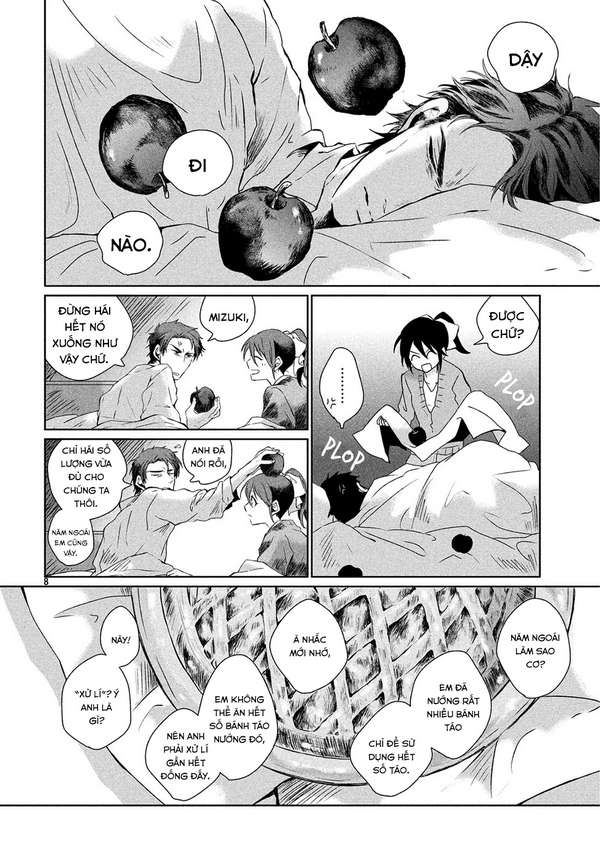 DẬY
ĐI
NÀO.
ĐƯỢC
CHỨ?
........
PLOP
PLOP
MIZUKI,
ĐỪNG HÁI
HẾT NÓ
XUỐNG NHƯ
VẬY CHỨ.
ANH ĐÃ
NÓI RỒI,
CHỈ HÁI SỐ
LƯỢNG VỪA
ĐỦ CHO
CHÚNG TA
THÔI.
NĂM NGOÁI
EM CŨNG
VẬY.
8
NĂM NGOÁI
LÀM SAO
CƠ?
EM ĐÃ
NƯỚNG RẤT
NHIỀU BÁNH
TÁO
CHỈ ĐỂ SỬ
DỤNG HẾT
SỐ TÁO.
À NHẮC
MỚI NHỚ,
EM KHÔNG
THỂ ĂN HẾT
SỐ BÁNH TÁO
NƯỚNG ĐÓ,
NÊN ANH
PHẢI XỬ LÍ
GẦN HẾT
ĐỐNG ĐẤY.
NÀY!
"XỬ LÍ"? Ý
ANH LÀ
GÌ?